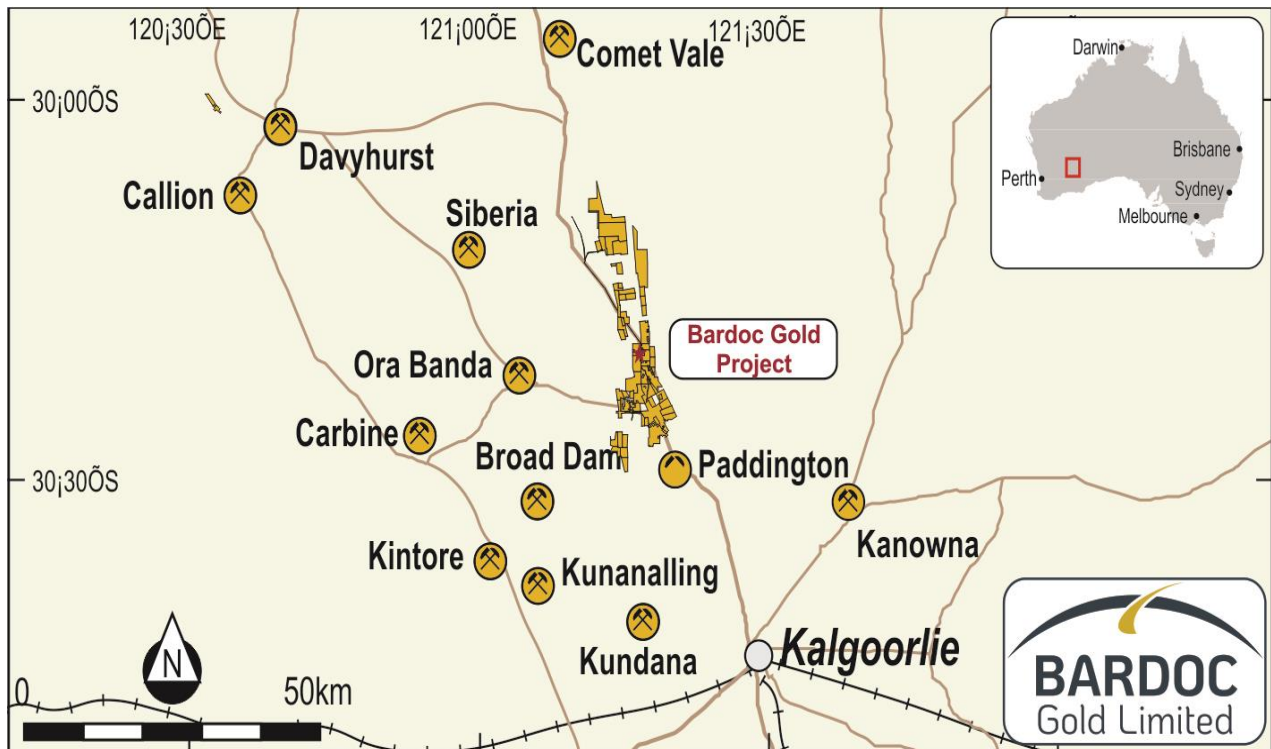 120¡30ÕE
121¡00ÕE
121¡30ÕE
Comet Vale
Darwin
30¡00ÕS
Davyhurst
Callion
Siberia
Brisbane
Perth
Sydney
Melbourne
Bardoc Gold
Project
Ora Banda
Carbine
Broad Dam
Paddington
30¡30ÕS
Kanowna
Kintore
Kunanalling
Kundana
Kalgoorlie
N
0
50km
BARDOC
Gold Limited